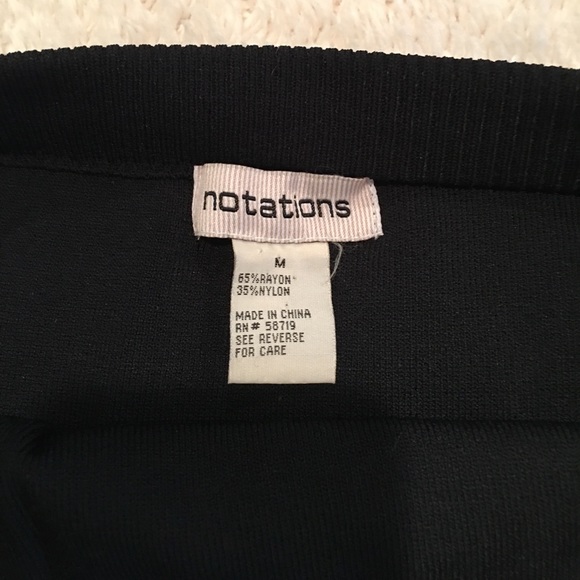 notations
M
65%RAYON
35%NYLON
MADE IN CHINA
RN# 58719
SEE REVERSE
FOR CARE